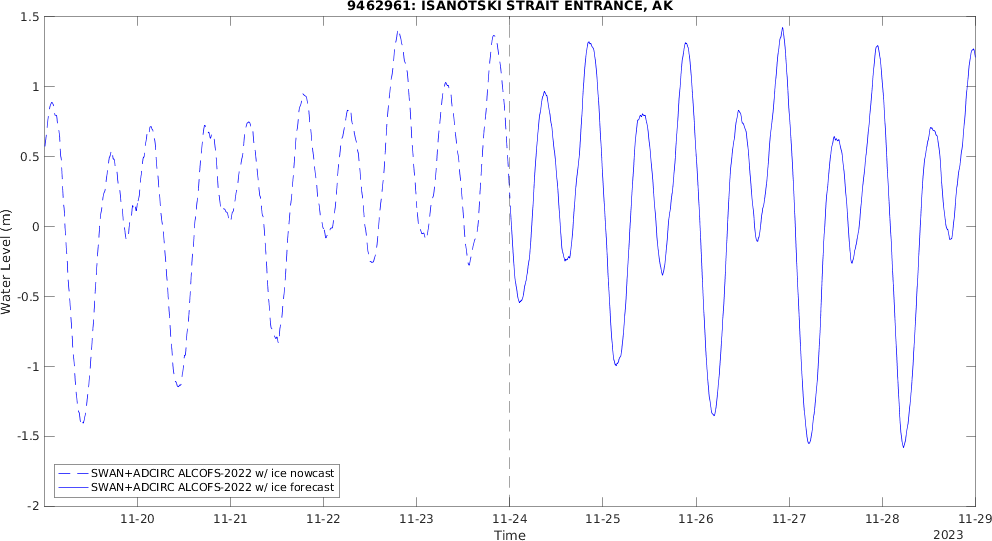 9462961: ISANOTSKI STRAIT ENTRANCE, AK
1.5
1
0.5
0
-0.5
-1
-1.5
-2
Water Level (m)
SWAN+ADCIRC ALCOFS-2022 w/ ice nowcast
SWAN+ADCIRC ALCOFS-2022 w/ ice forecast
11-20 11-21 11-22 11-23 11-24 11-25 11-26 11-27 11-28 11-29
Time
2023